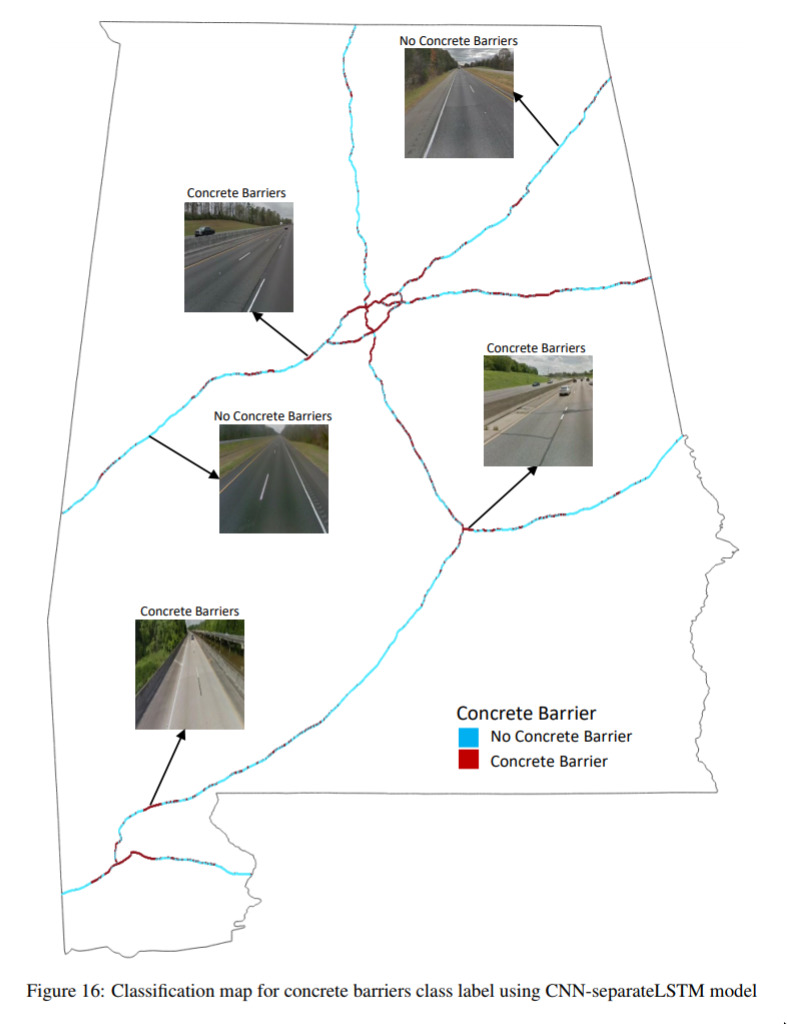 No Concrete Barriers
Concrete Barriers
Concrete Barriers
No Concrete Barriers
Concrete Barriers
Concrete Barrier
No Concrete Barrier
Concrete Barrier
Figure 16: Classification map for concrete barriers class label using CNN-separateLSTM model